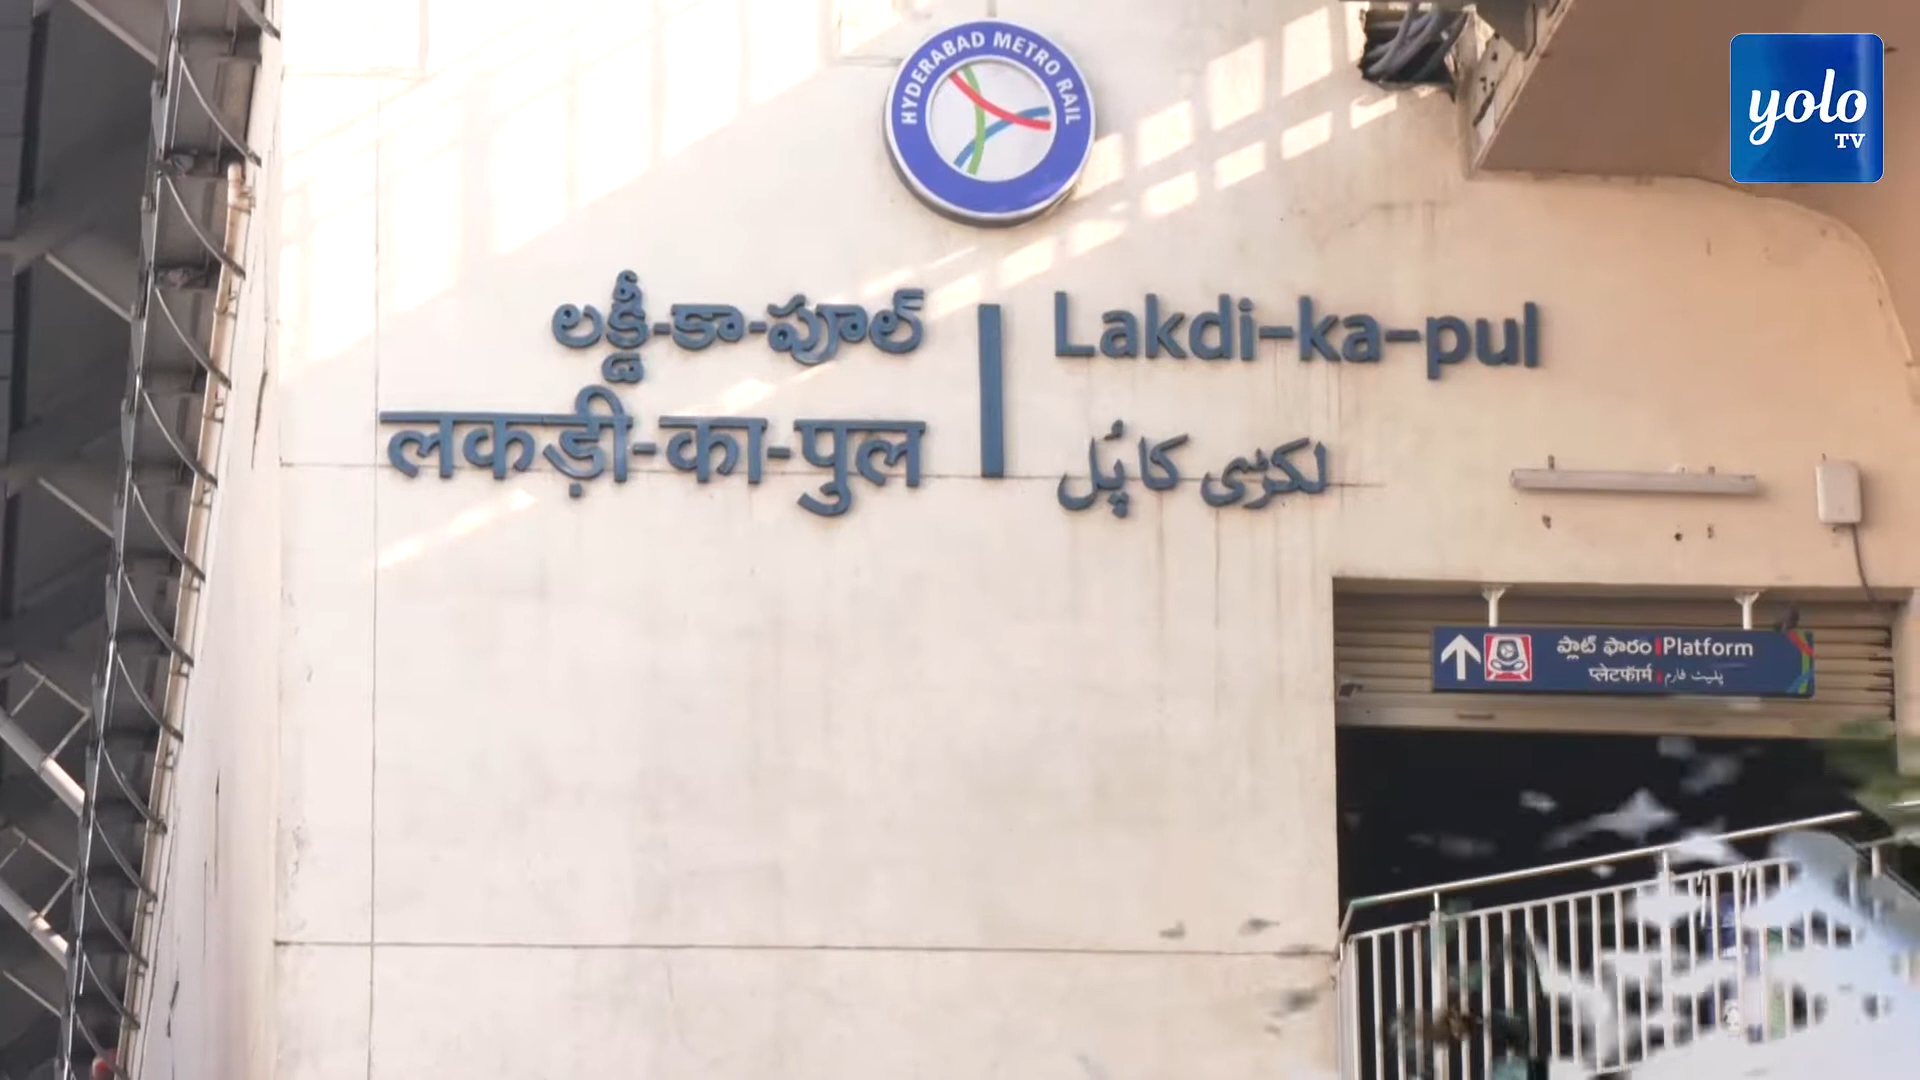 HYDERABAD METRO RAIL
yolo
TV
లక్డీ-కా-పూల్
Lakdi-ka-pul
लकड़ी-का-पुल
لکڑی کا پُل
ప్లాట్ ఫారం Platform
प्लेटफॉर्म پلیٹ فارم